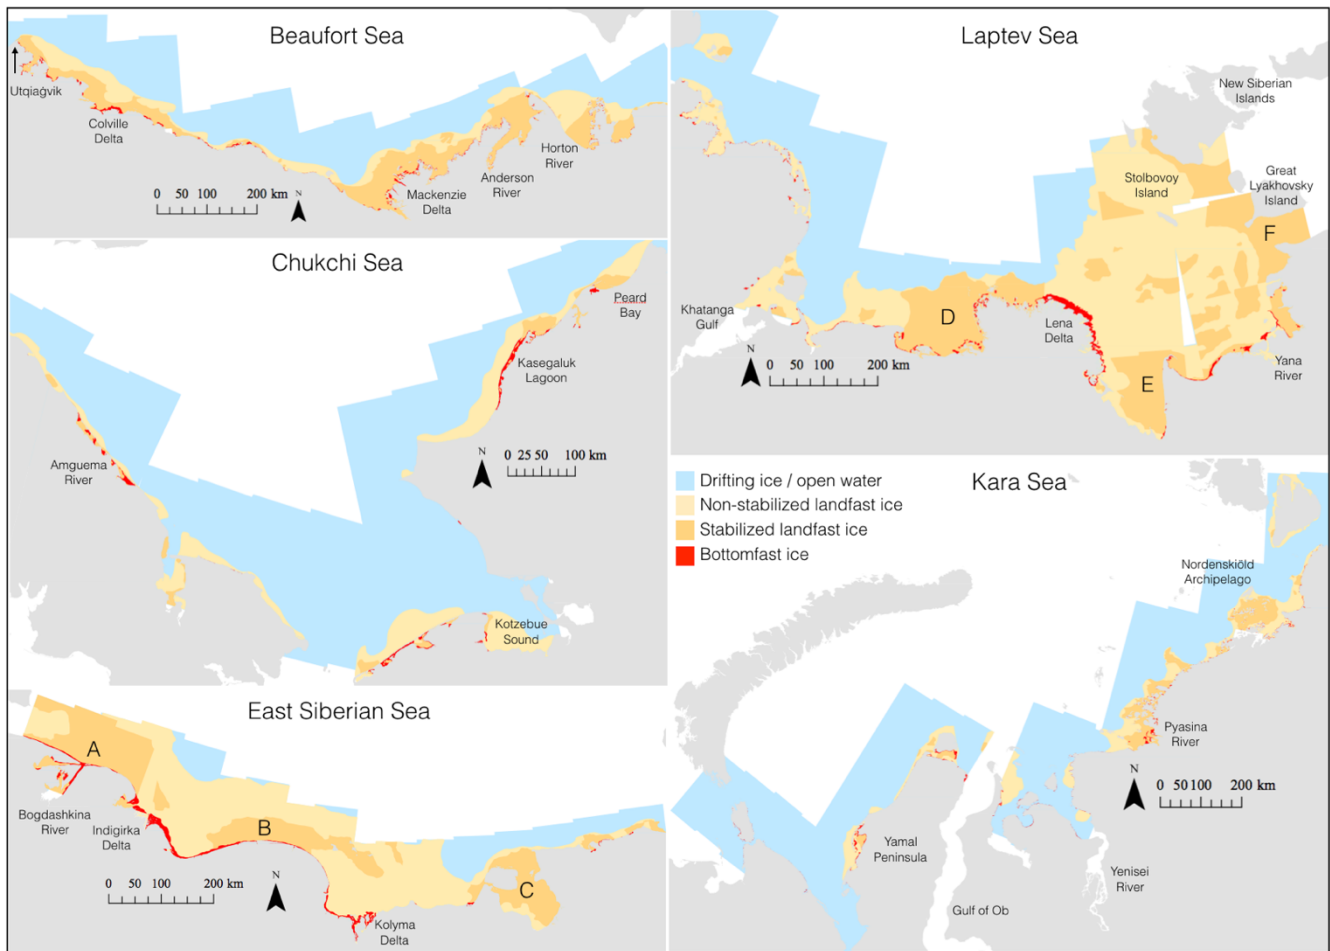 Beaufort Sea
Utqiaġvik
Colville
Delta
Mackenzie
Delta
Anderson
River
Horton
River
0 50 100 200 km
N
Chukchi Sea
Amguema
River
Peard
Bay
Kasegaluk
Lagoon
N
0 25 50 100 km
Kotzebue
Sound
East Siberian Sea
A
B
C
Bogdashkina
River
Indigirka
Delta
Kolyma
Delta
0 50 100 200 km
N
Laptev Sea
New Siberian
Islands
Stolbovoy
Island
Great
Lyakhovsky
Island
F
Khatanga
Gulf
D
Lena
Delta
E
Yana
River
N
0 50 100 200 km
Drifting ice / open water
Non-stabilized landfast ice
Stabilized landfast ice
Bottomfast ice
Kara Sea
Nordenskiöld
Archipelago
Pyasina
River
N
0 50 100 200 km
Yamal
Peninsula
Yenisei
River
Gulf of Ob